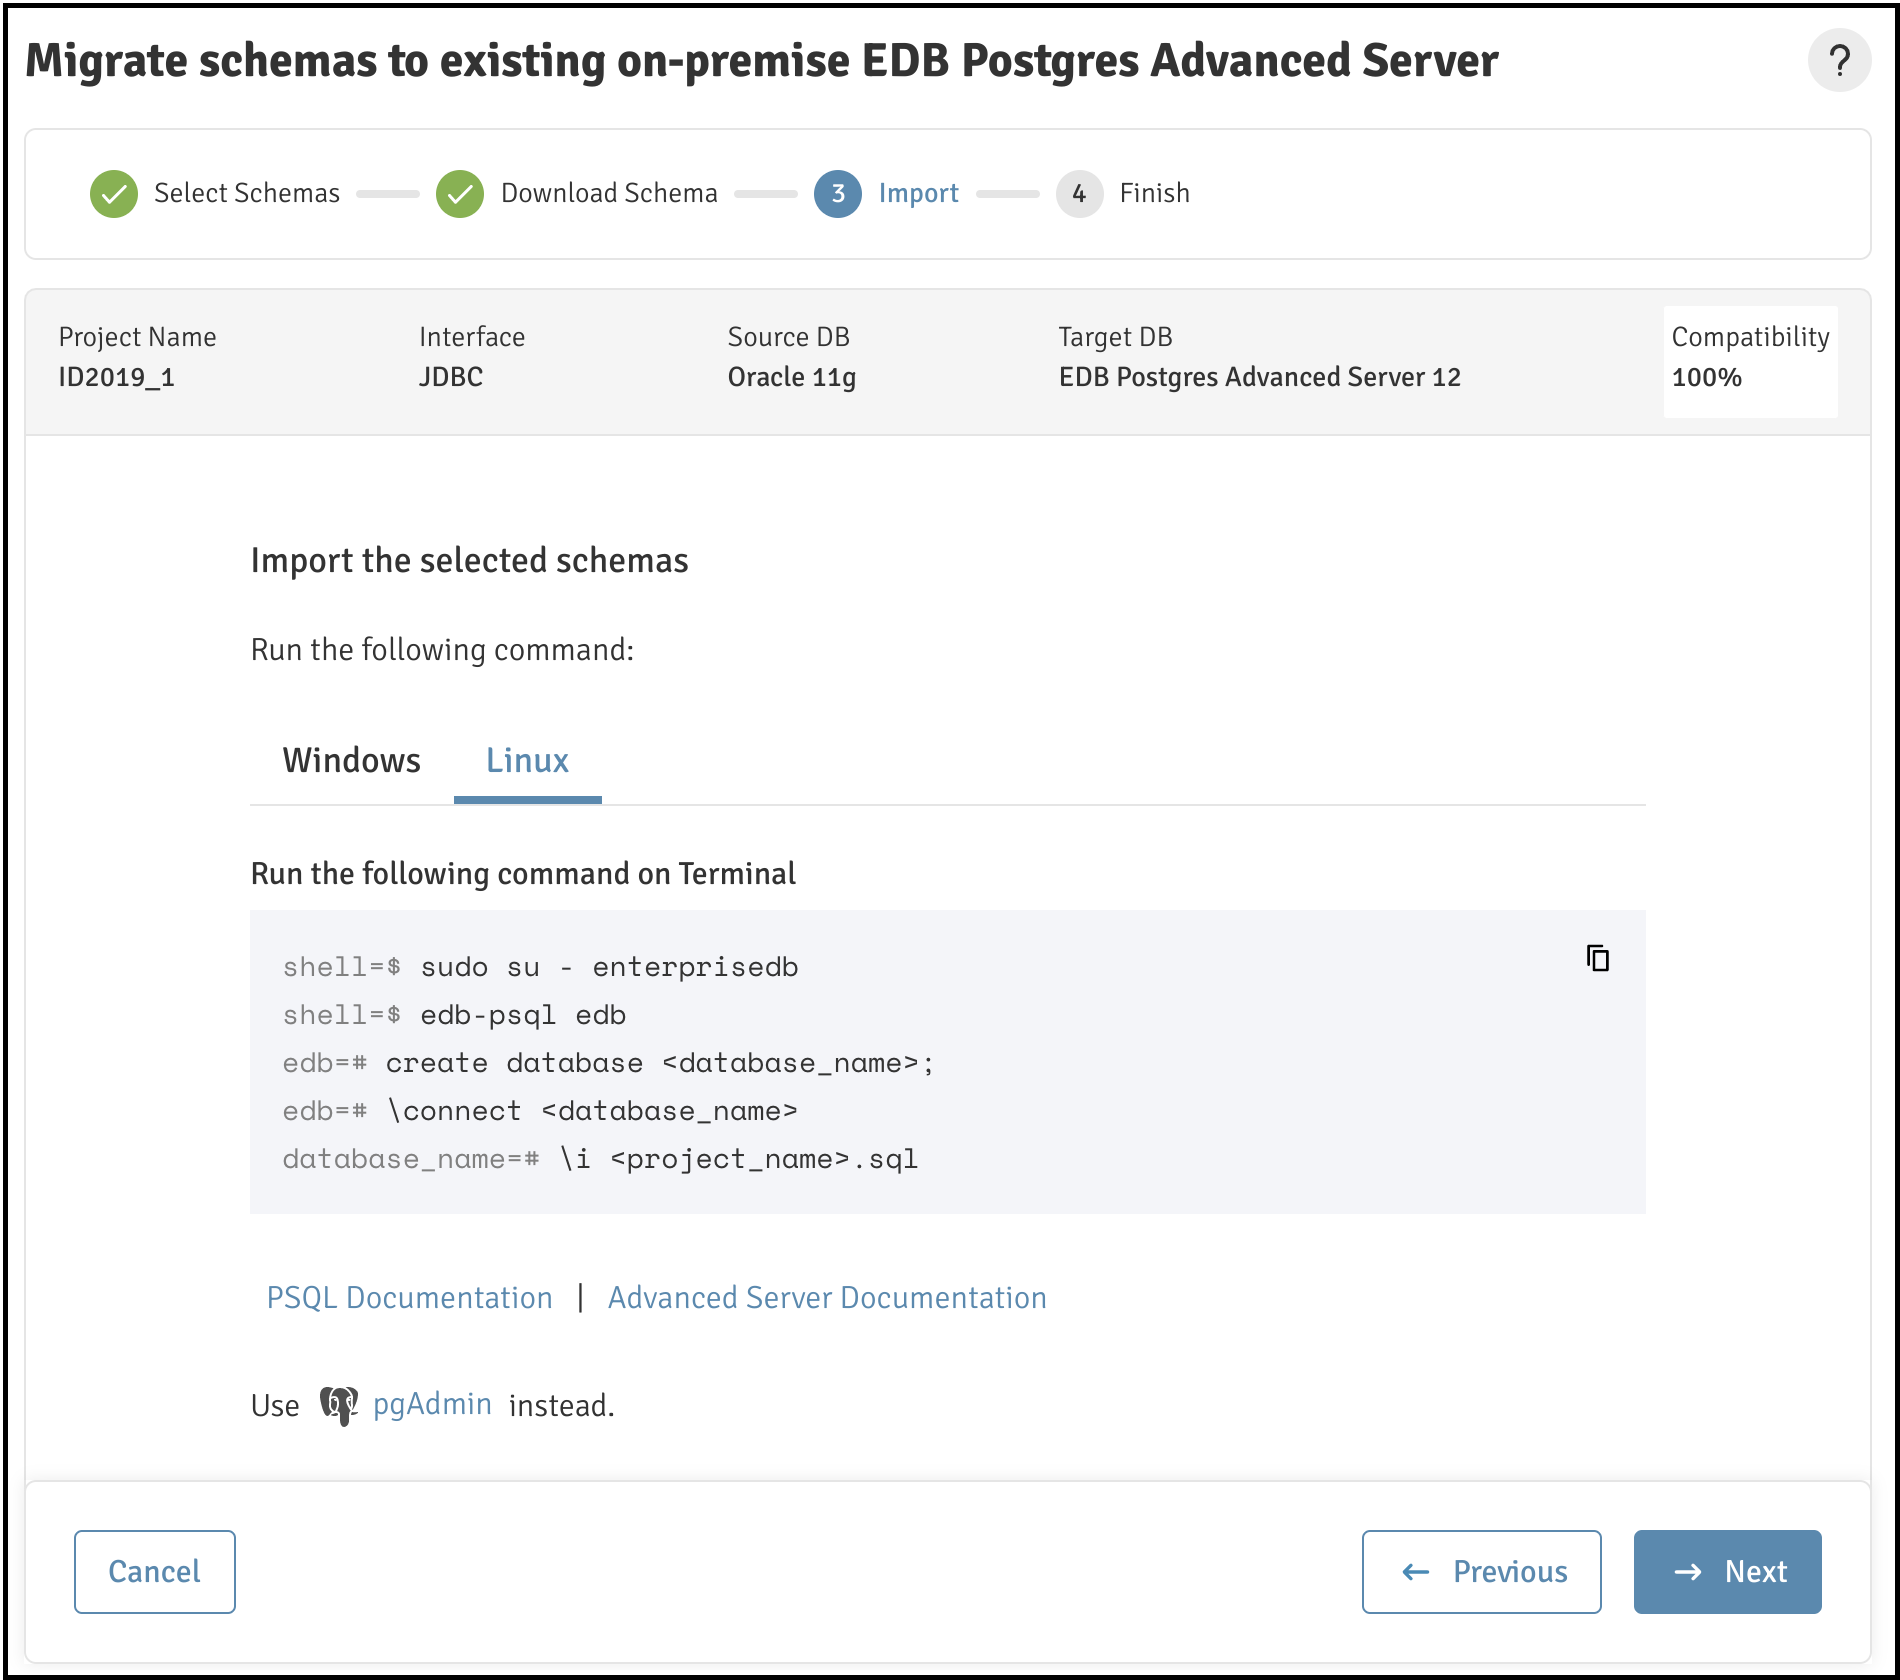 Migrate schemas to existing on-premise EDB Postgres Advanced Server ?
Select Schemas Download Schema 3 Import 4 Finish
Project Name Interface Source DB Target DB Compatibility
ID2019_1 JDBC Oracle 11g EDB Postgres Advanced Server 12 100%
Import the selected schemas
Run the following command:
Windows Linux
Run the following command on Terminal
shell=$ sudo su - enterprisedb
shell=$ edb-psql edb
edb=# create database <database_name>;
edb=# \connect <database_name>
database_name=# \i <project_name>.sql
PSQL Documentation | Advanced Server Documentation
Use pgAdmin instead.
Cancel ← Previous → Next